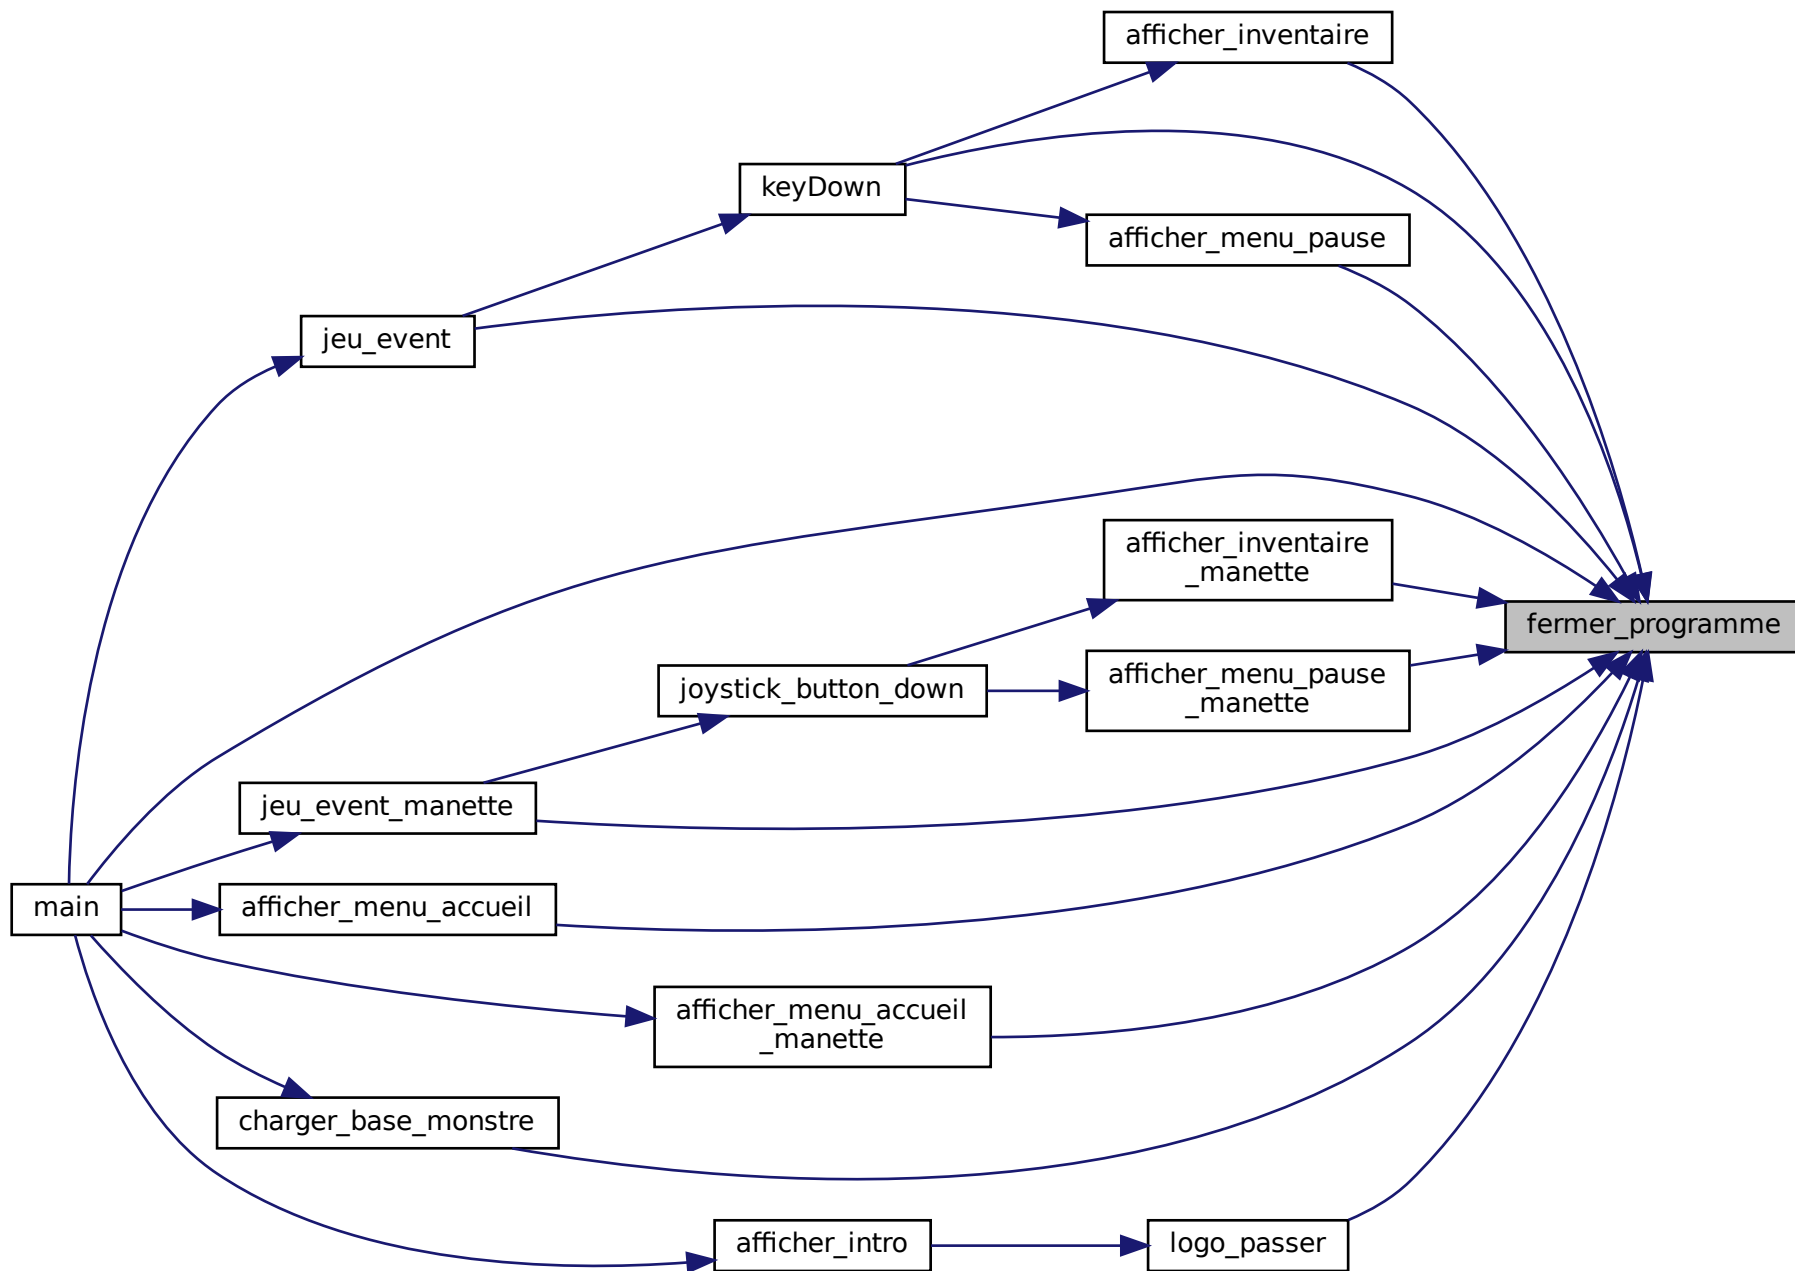 afficher_inventaire
keyDown
afficher_menu_pause
jeu_event
afficher_inventaire
_manette
fermer_programme
afficher_menu_pause
_manette
joystick_button_down
jeu_event_manette
main
afficher_menu_accueil
afficher_menu_accueil
_manette
charger_base_monstre
afficher_intro
logo_passer